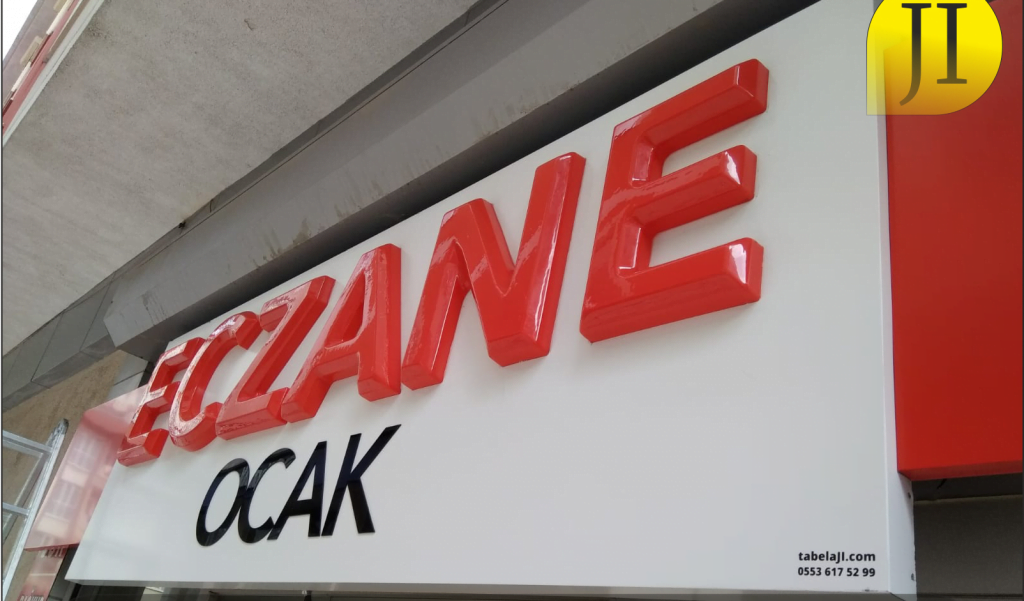 JI
ECZANE
OCAK
tabelaJI.com
0553 617 52 99